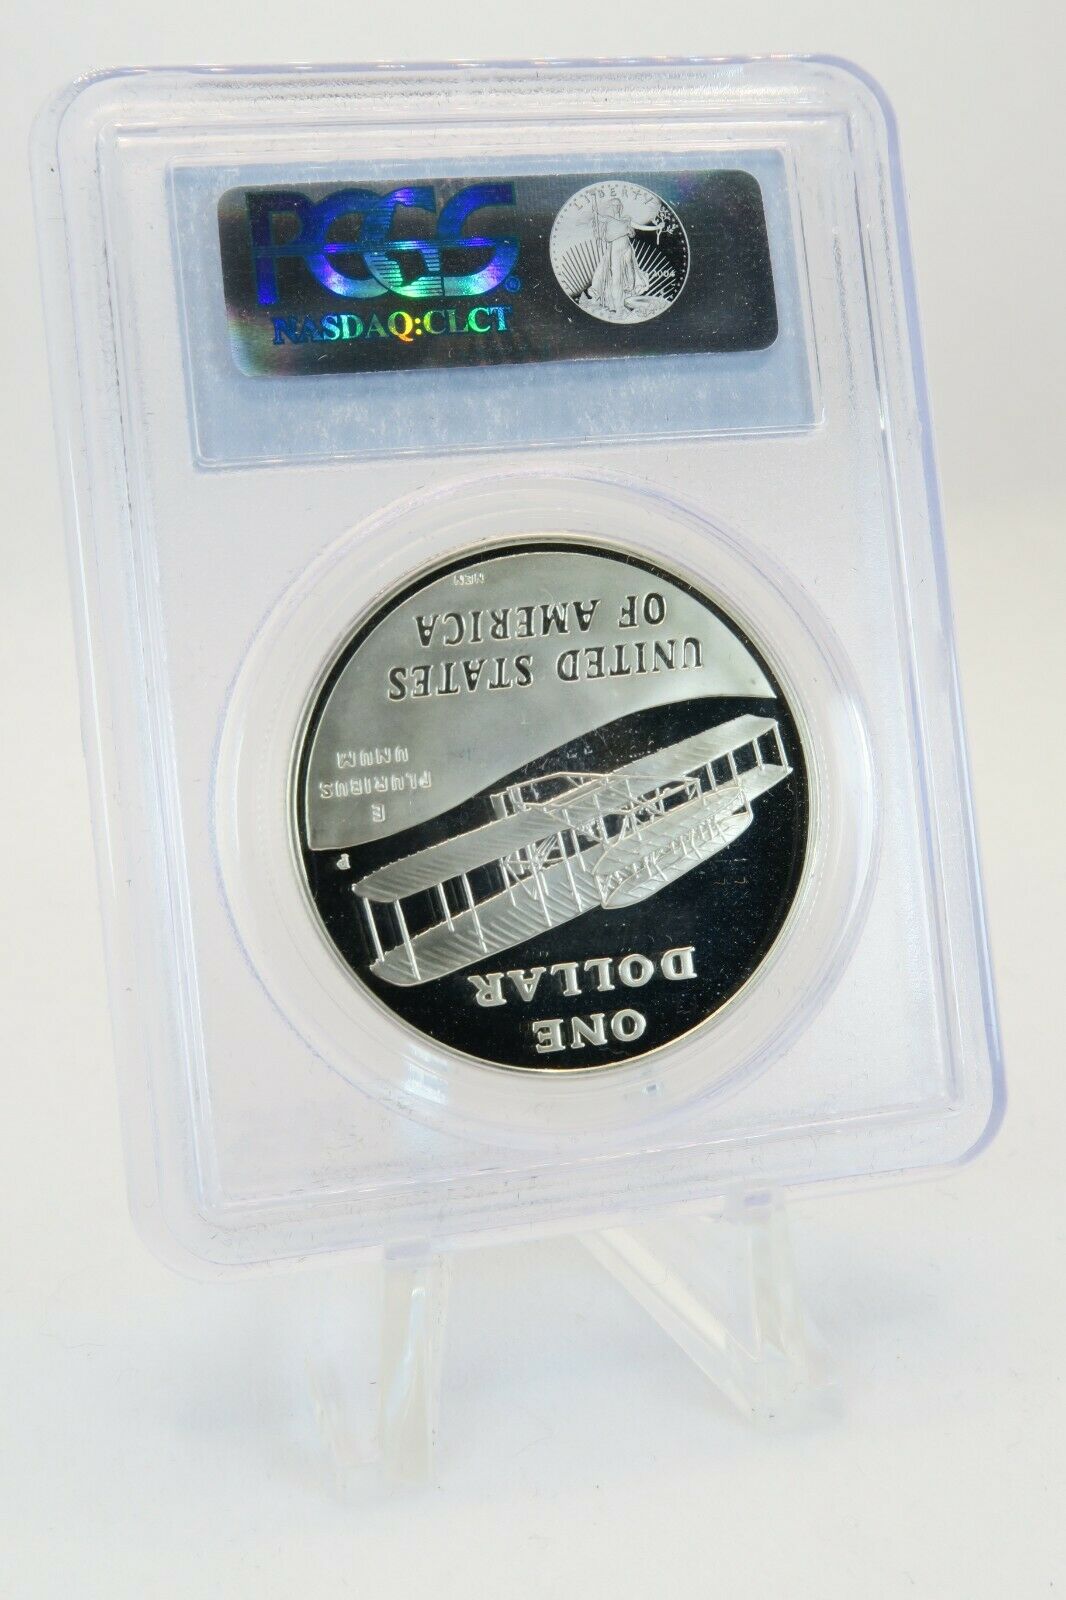 PCGS
NASDAQ:CLCT
LIBERTY
UNITED STATES
OF AMERICA
E
PLURIBUS
UNUM
P
ONE
DOLLAR